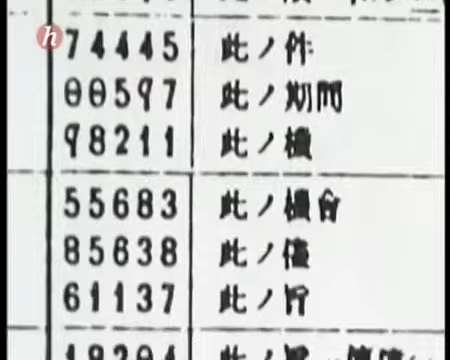 h
74445 此ノ件
00597 此ノ期間
98211 此ノ機
55683 此ノ機會
85638 此ノ儘
61137 此ノ旨